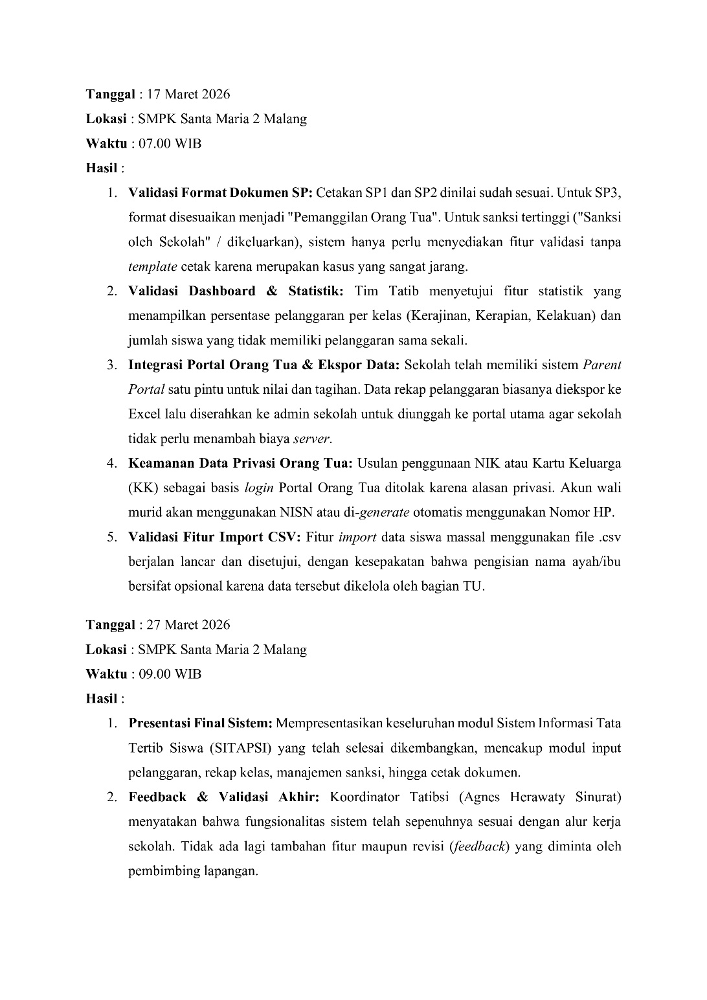 Tanggal : 17 Maret 2026
Lokasi : SMPK Santa Maria 2 Malang
Waktu : 07.00 WIB
Hasil :
1. Validasi Format Dokumen SP: Cetakan SP1 dan SP2 dinilai sudah sesuai. Untuk SP3,
format disesuaikan menjadi "Pemanggilan Orang Tua". Untuk sanksi tertinggi ("Sanksi
oleh Sekolah" / dikeluarkan), sistem hanya perlu menyediakan fitur validasi tanpa
template cetak karena merupakan kasus yang sangat jarang.
2. Validasi Dashboard & Statistik: Tim Tatib menyetujui fitur statistik yang
menampilkan persentase pelanggaran per kelas (Kerajinan, Kerapian, Kelakuan) dan
jumlah siswa yang tidak memiliki pelanggaran sama sekali.
3. Integrasi Portal Orang Tua & Ekspor Data: Sekolah telah memiliki sistem Parent
Portal satu pintu untuk nilai dan tagihan. Data rekap pelanggaran biasanya diekspor ke
Excel lalu diserahkan ke admin sekolah untuk diunggah ke portal utama agar sekolah
tidak perlu menambah biaya server.
4. Keamanan Data Privasi Orang Tua: Usulan penggunaan NIK atau Kartu Keluarga
(KK) sebagai basis login Portal Orang Tua ditolak karena alasan privasi. Akun wali
murid akan menggunakan NISN atau di-generate otomatis menggunakan Nomor HP.
5. Validasi Fitur Import CSV: Fitur import data siswa massal menggunakan file .csv
berjalan lancar dan disetujui, dengan kesepakatan bahwa pengisian nama ayah/ibu
bersifat opsional karena data tersebut dikelola oleh bagian TU.
Tanggal : 27 Maret 2026
Lokasi : SMPK Santa Maria 2 Malang
Waktu : 09.00 WIB
Hasil :
1. Presentasi Final Sistem: Mempresentasikan keseluruhan modul Sistem Informasi Tata
Tertib Siswa (SITAPSI) yang telah selesai dikembangkan, mencakup modul input
pelanggaran, rekap kelas, manajemen sanksi, hingga cetak dokumen.
2. Feedback & Validasi Akhir: Koordinator Tatibsi (Agnes Herawaty Sinurat)
menyatakan bahwa fungsionalitas sistem telah sepenuhnya sesuai dengan alur kerja
sekolah. Tidak ada lagi tambahan fitur maupun revisi (feedback) yang diminta oleh
pembimbing lapangan.